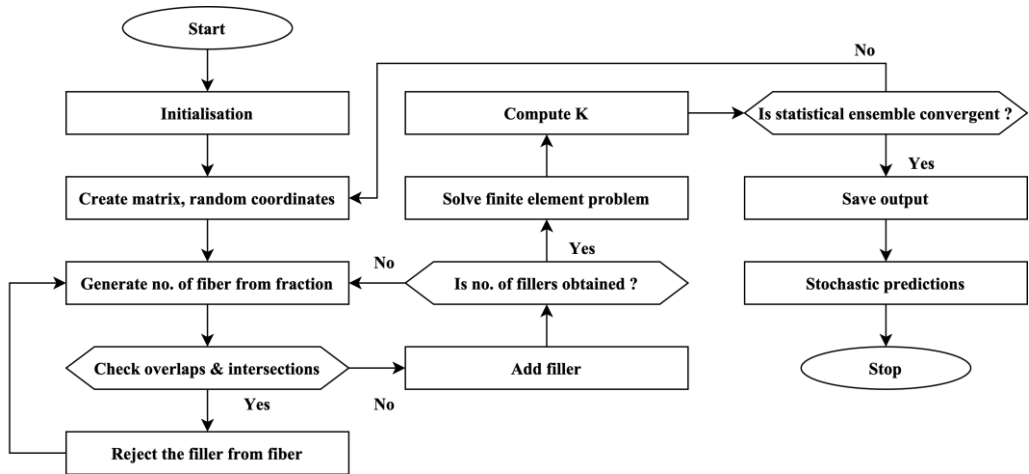 Start
Initialisation
Create matrix, random coordinates
Generate no. of fiber from fraction
Check overlaps & intersections
Yes
No
Reject the filler from fiber
Add filler
Is no. of fillers obtained ?
No
Yes
Solve finite element problem
Compute K
Is statistical ensemble convergent ?
No
Yes
Save output
Stochastic predictions
Stop